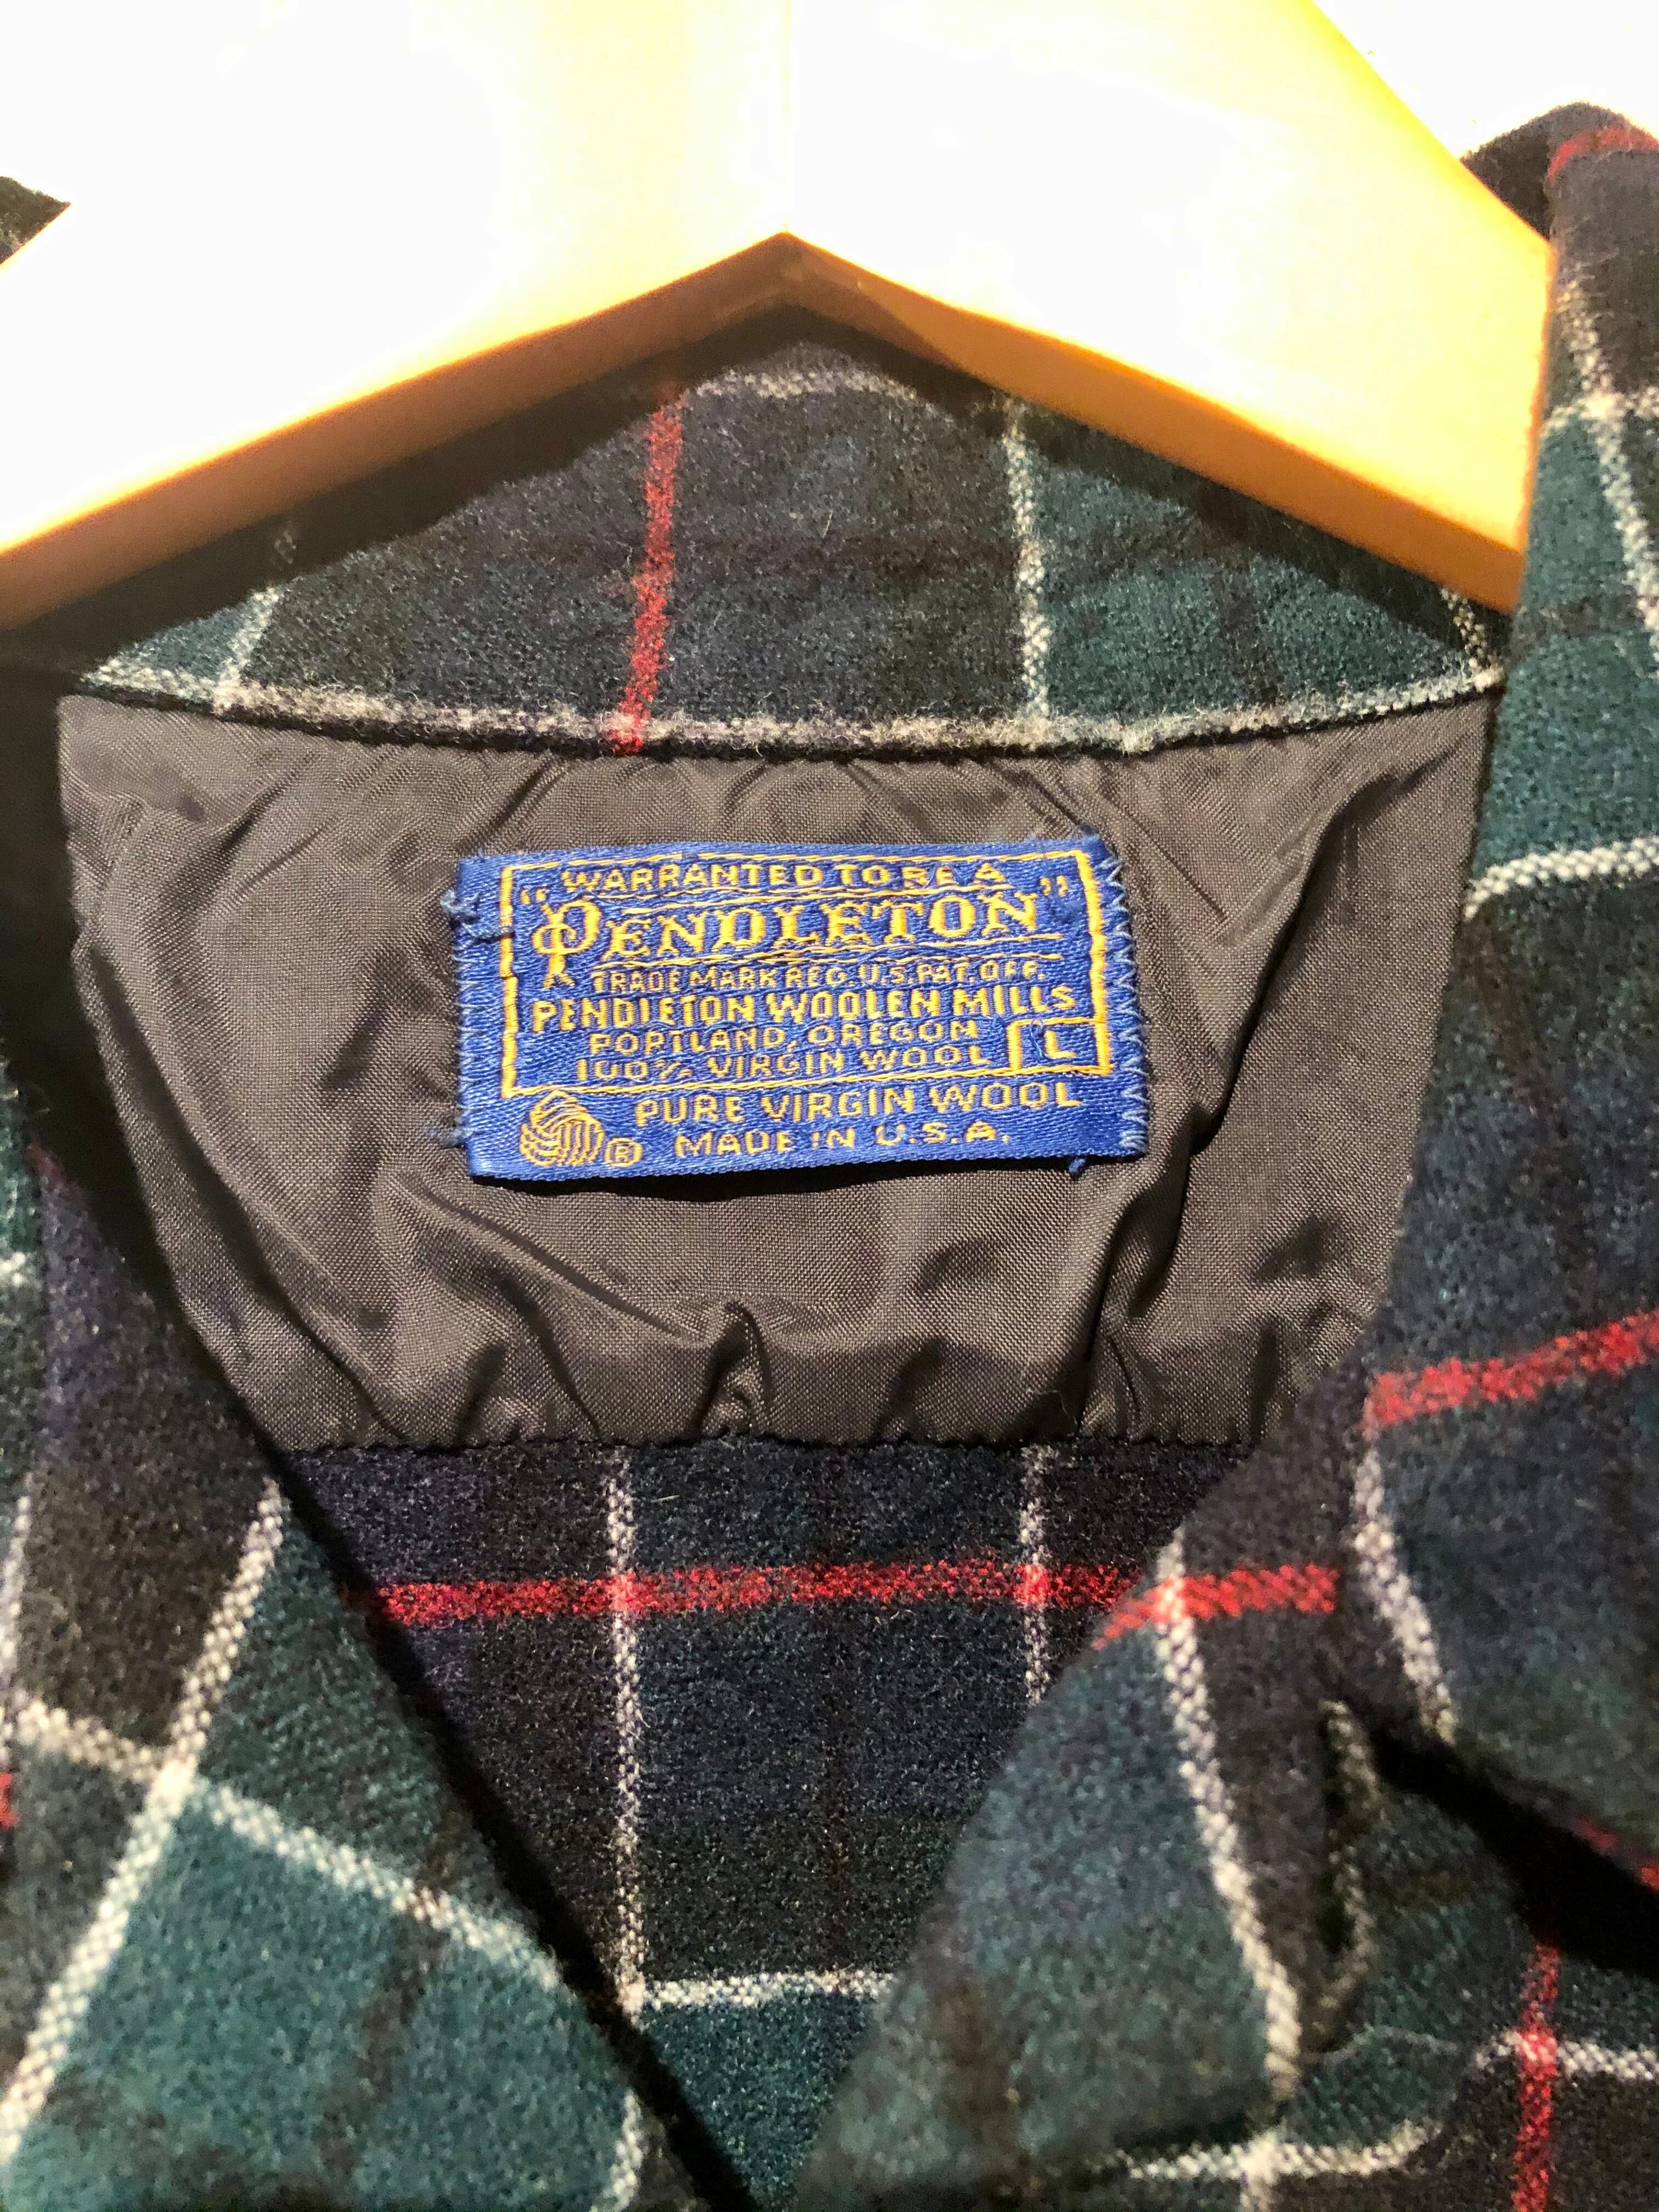 WARRANTED TO BE A
"PENDLETON"
TRADE MARK REG. U.S. PAT. OFF.
PENDLETON WOOLEN MILLS
PORTLAND, OREGON
100% VIRGIN WOOL L
PURE VIRGIN WOOL
® MADE IN U.S.A.